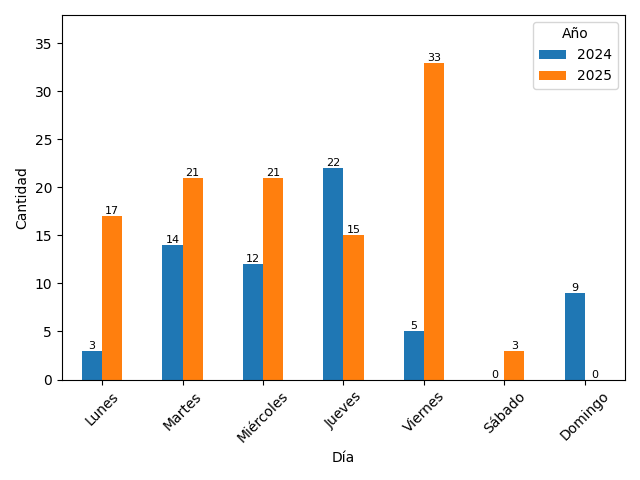 Año
2024
2025
Cantidad
35
30
25
20
15
10
5
0
3
17
14
21
12
21
22
15
5
33
0
3
9
0
Lunes
Martes
Miércoles
Jueves
Viernes
Sábado
Domingo
Día